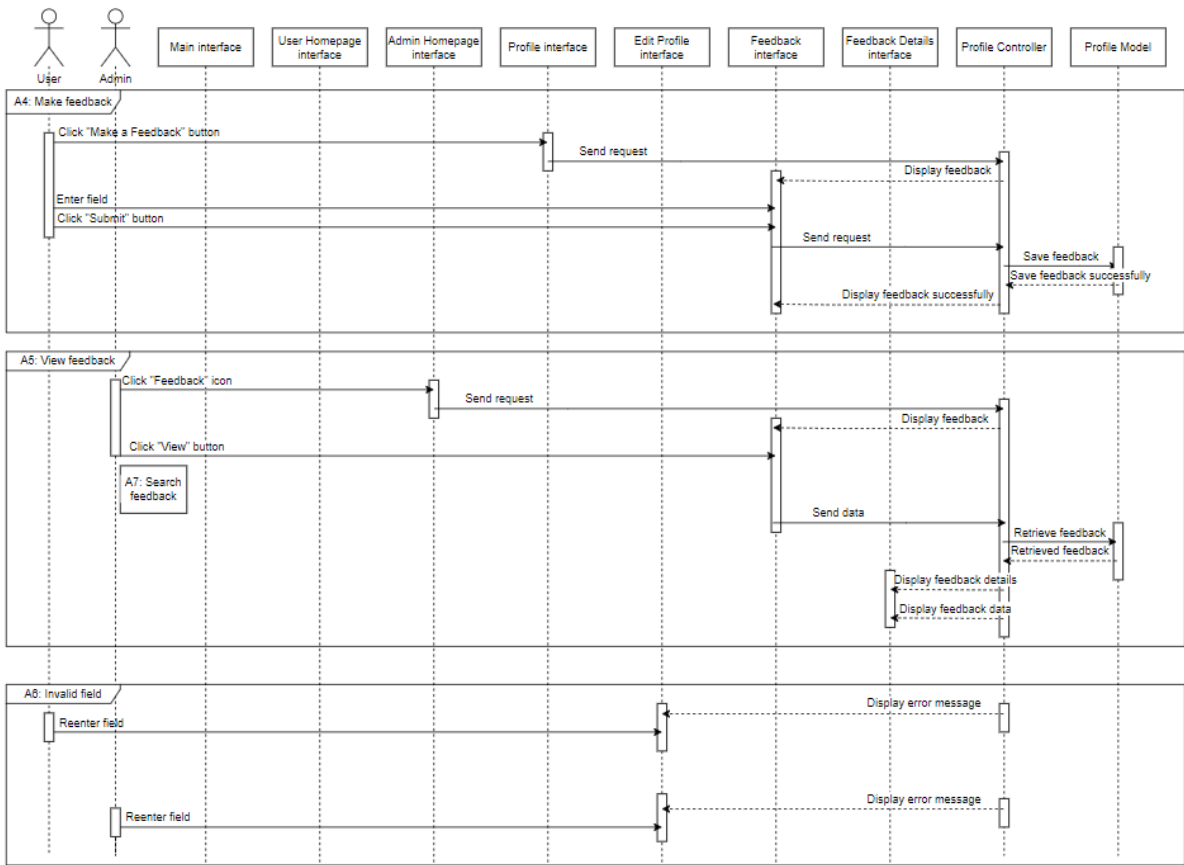 User
Admin
Main interface
User Homepage
interface
Admin Homepage
interface
Profile interface
Edit Profile
interface
Feedback
interface
Feedback Details
interface
Profile Controller
Profile Model
A4: Make feedback
Click "Make a Feedback" button
Send request
Display feedback
Enter field
Click "Submit" button
Send request
Save feedback
Save feedback successfully
Display feedback successfully
A5: View feedback
Click "Feedback" icon
Send request
Display feedback
Click "View" button
A7: Search
feedback
Send data
Retrieve feedback
Retrieved feedback
Display feedback details
Display feedback data
A6: Invalid field
Display error message
Reenter field
Display error message
Reenter field